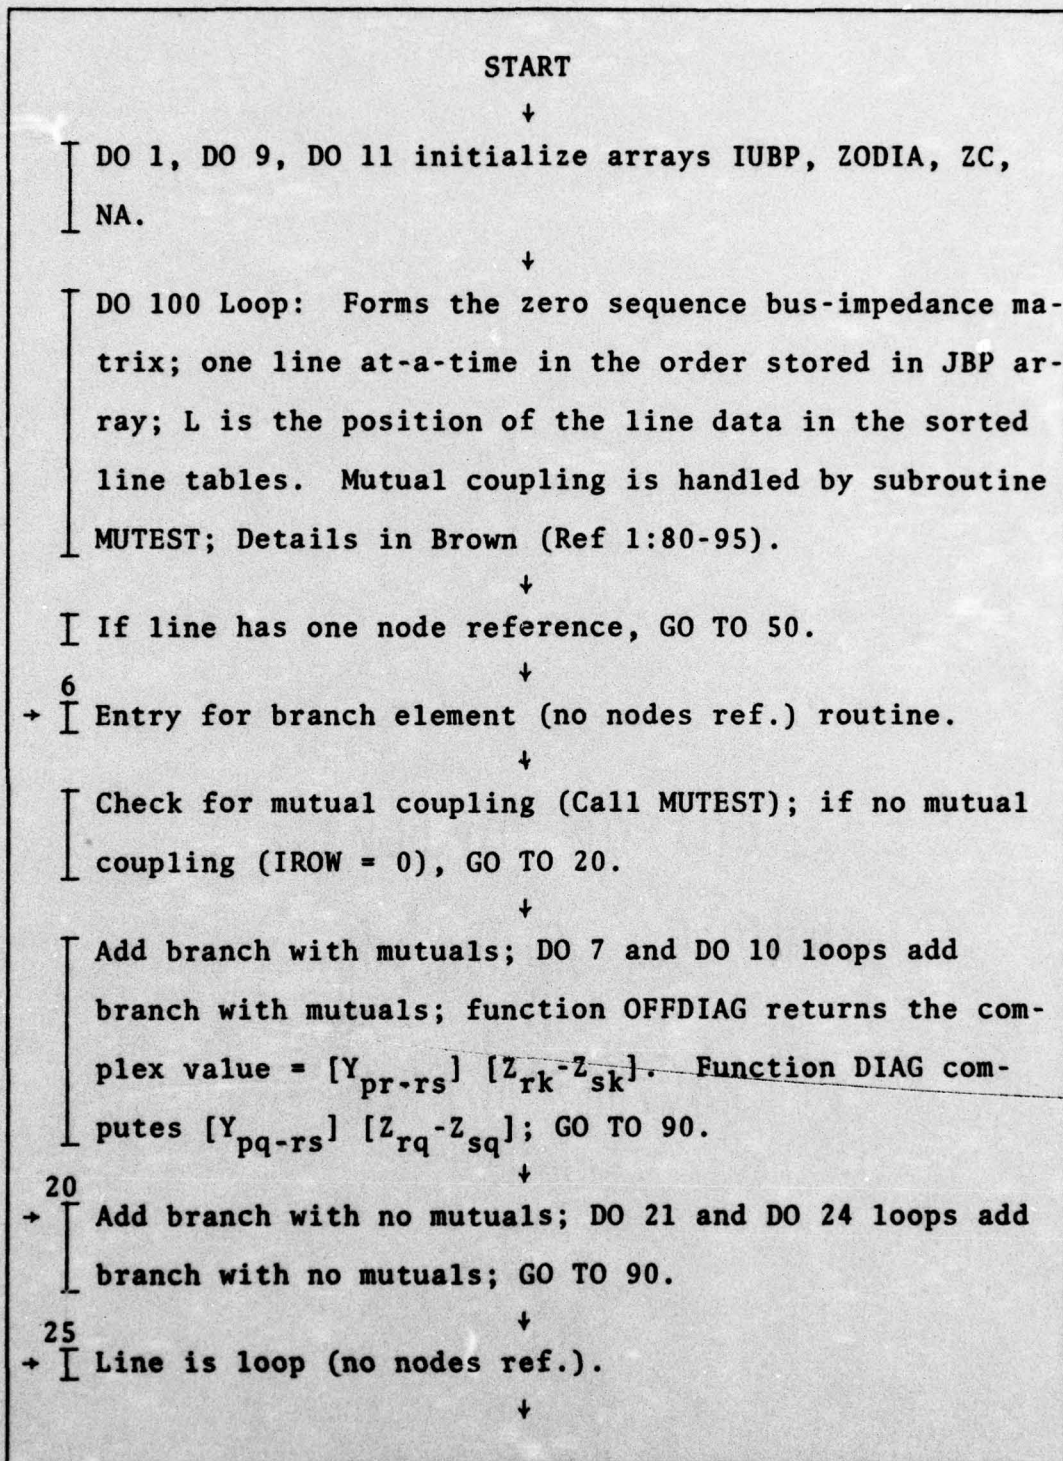 START
↓
DO 1, DO 9, DO 11 initialize arrays IUBP, ZODIA, ZC,
NA.
↓
DO 100 Loop: Forms the zero sequence bus-impedance ma-
trix; one line at-a-time in the order stored in JBP ar-
ray; L is the position of the line data in the sorted
line tables. Mutual coupling is handled by subroutine
MUTEST; Details in Brown (Ref 1:80-95).
↓
If line has one node reference, GO TO 50.
↓
6
→ Entry for branch element (no nodes ref.) routine.
↓
Check for mutual coupling (Call MUTEST); if no mutual
coupling (IROW = 0), GO TO 20.
↓
Add branch with mutuals; DO 7 and DO 10 loops add
branch with mutuals; function OFFDIAG returns the com-
plex value = [Y_pr-rs] [Z_rk-Z_sk]. Function DIAG com-
putes [Y_pq-rs] [Z_rq-Z_sq]; GO TO 90.
↓
20
→ Add branch with no mutuals; DO 21 and DO 24 loops add
branch with no mutuals; GO TO 90.
↓
25
→ Line is loop (no nodes ref.).
↓